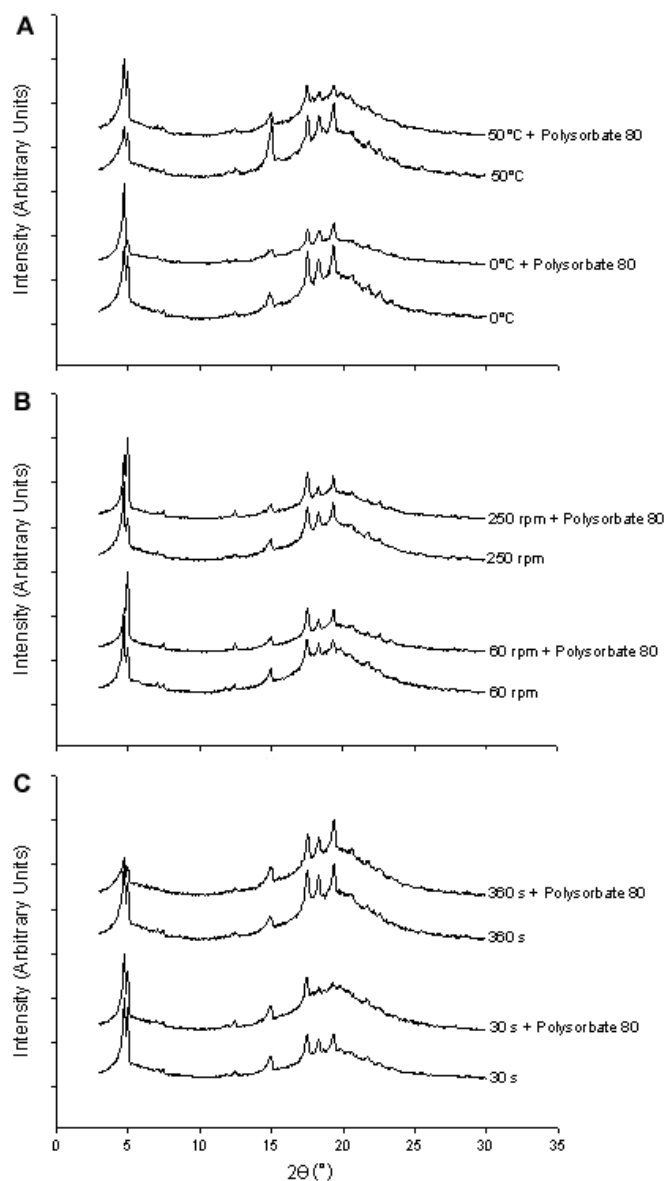 A
Intensity (Arbitrary Units)
50°C + Polysorbate 80
50°C
0°C + Polysorbate 80
0°C
B
Intensity (Arbitrary Units)
250 rpm + Polysorbate 80
250 rpm
60 rpm + Polysorbate 80
60 rpm
C
Intensity (Arbitrary Units)
360 s + Polysorbate 80
360 s
30 s + Polysorbate 80
30 s
0 5 10 15 20 25 30 35
2Θ (°)